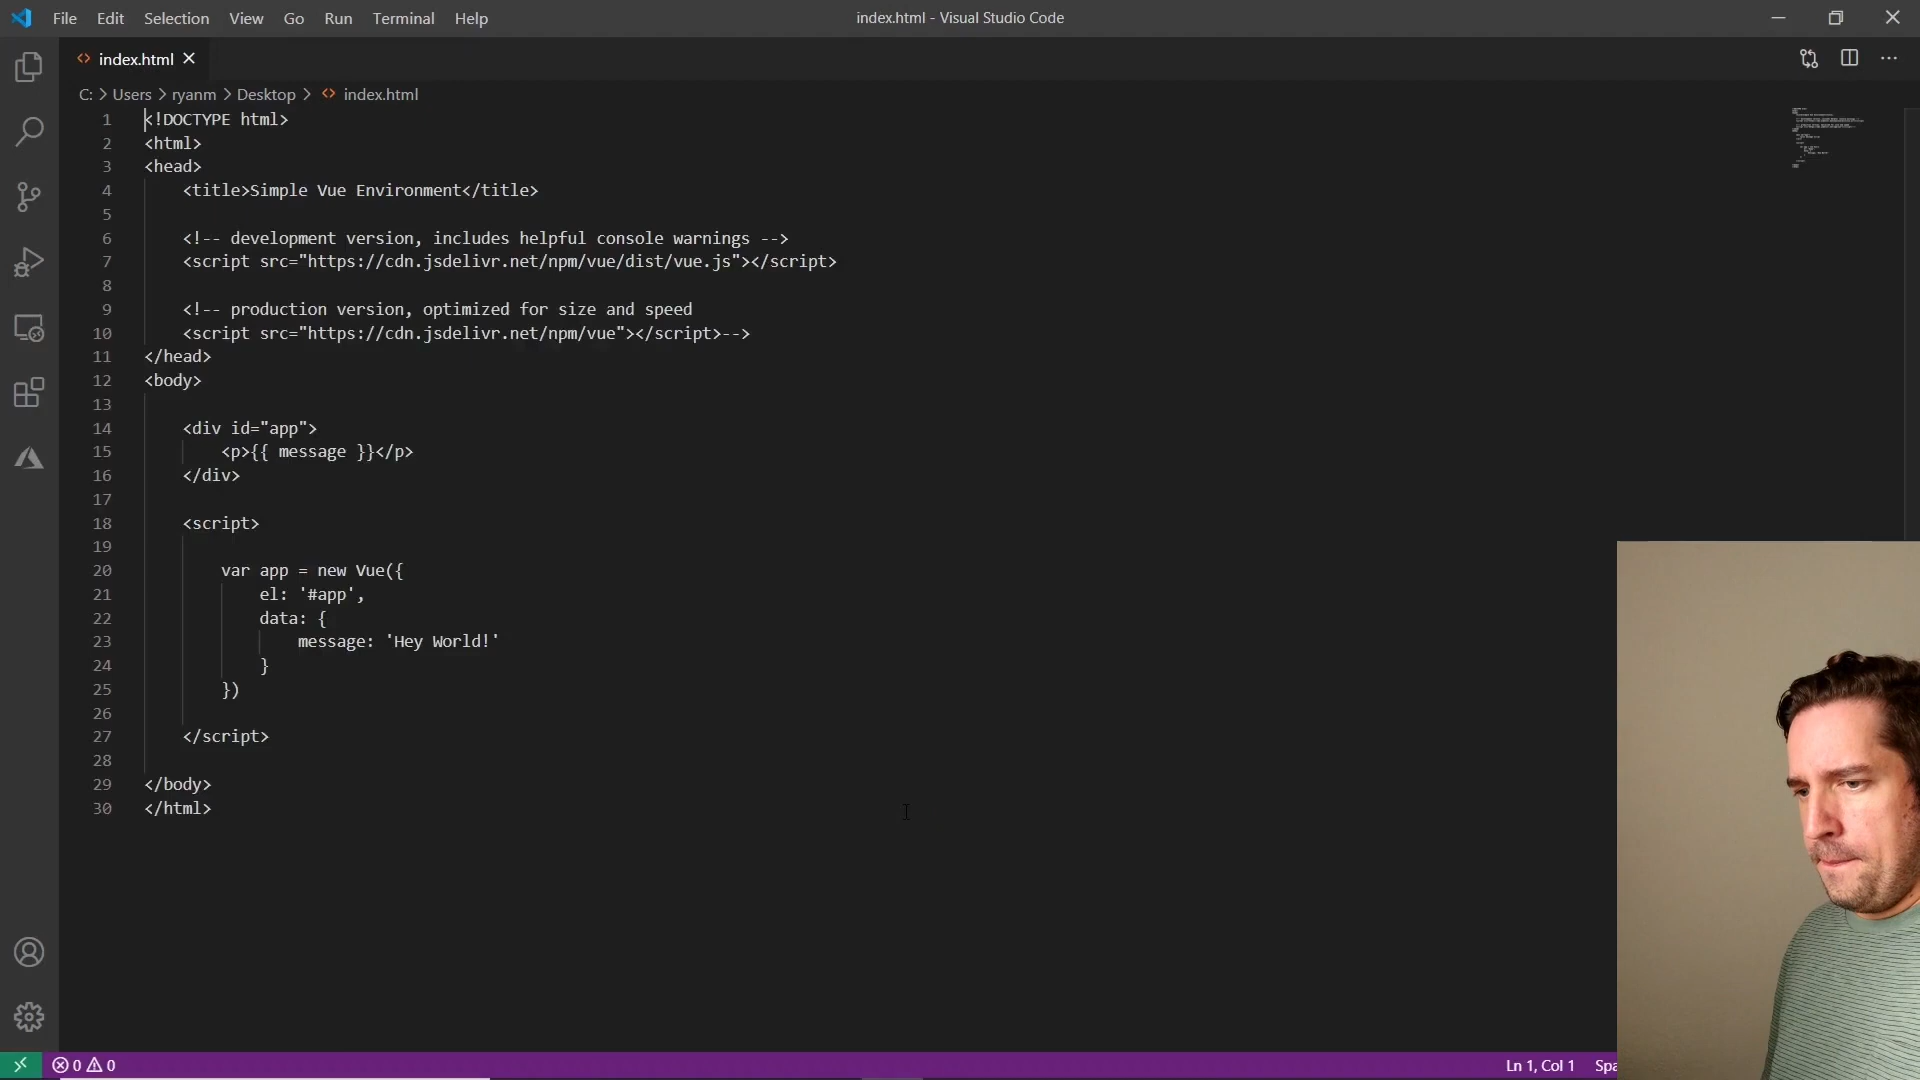 File Edit Selection View Go Run Terminal Help
index.html - Visual Studio Code
index.html
C: > Users > ryanm > Desktop > index.html
1 <!DOCTYPE html>
2 <html>
3 <head>
4 <title>Simple Vue Environment</title>
5
6 <!-- development version, includes helpful console warnings -->
7 <script src="https://cdn.jsdelivr.net/npm/vue/dist/vue.js"></script>
8
9 <!-- production version, optimized for size and speed
10 <script src="https://cdn.jsdelivr.net/npm/vue"></script>-->
11 </head>
12 <body>
13
14 <div id="app">
15 <p>{{ message }}</p>
16 </div>
17
18 <script>
19
20 var app = new Vue({
21 el: '#app',
22 data: {
23 message: 'Hey World!'
24 }
25 })
26
27 </script>
28
29 </body>
30 </html>
0 0
Ln 1, Col 1 Spa